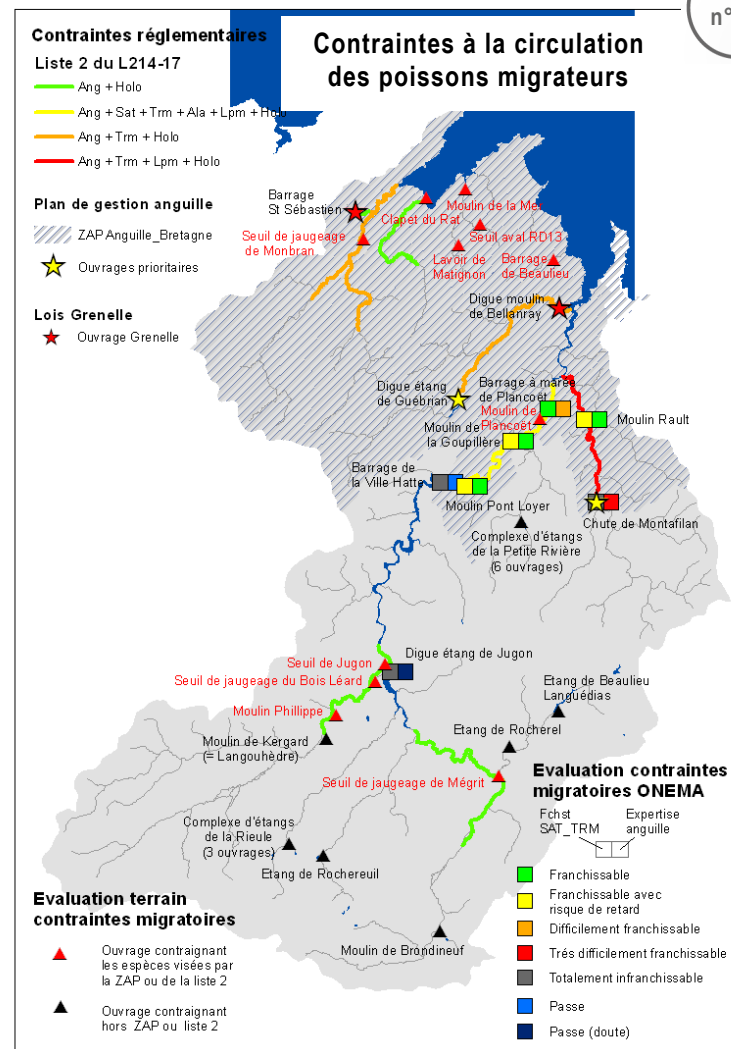 n°
Contraintes à la circulation
des poissons migrateurs
Contraintes réglementaires
Liste 2 du L214-17
Ang + Holo
Ang + Sat + Trm + Ala + Lpm + Holo
Ang + Trm + Holo
Ang + Trm + Lpm + Holo
Plan de gestion anguille
ZAP Anguille_Bretagne
Ouvrages prioritaires
Lois Grenelle
Ouvrage Grenelle
Barrage
St Sébastien
Clapet du Rat
Moulin de la Mer
Seuil de jaugeage
de Monbran
Seuil aval RD13
Lavoir de
Matignon
Barrage
de Beaulieu
Digue moulin
de Bellanray
Digue étang
de Guébrian
Barrage à marée
de Plancoët
Moulin de
Plancoët
Moulin de
la Goupillère
Moulin Rault
Barrage de
la Ville Hatte
Moulin Pont Loyer
Chute de Montafilan
Complexe d'étangs
de la Petite Rivière
(6 ouvrages)
Seuil de Jugon
Digue étang de Jugon
Seuil de jaugeage du Bois Léard
Moulin Phillippe
Etang de Beaulieu
Languédias
Moulin de Kergard
(= Langouhèdre)
Etang de Rocherel
Seuil de jaugeage de Mégrit
Complexe d'étangs
de la Rieule
(3 ouvrages)
Etang de Rochereuil
Moulin de Brondineuf
Evaluation terrain
contraintes migratoires
Ouvrage contraignant
les espèces visées par
la ZAP ou de la liste 2
Ouvrage contraignant
hors ZAP ou liste 2
Evaluation contraintes
migratoires ONEMA
Fchst
SAT_TRM
Expertise
anguille
Franchissable
Franchissable avec
risque de retard
Difficilement franchissable
Trés difficilement franchissable
Totalement infranchissable
Passe
Passe (doute)